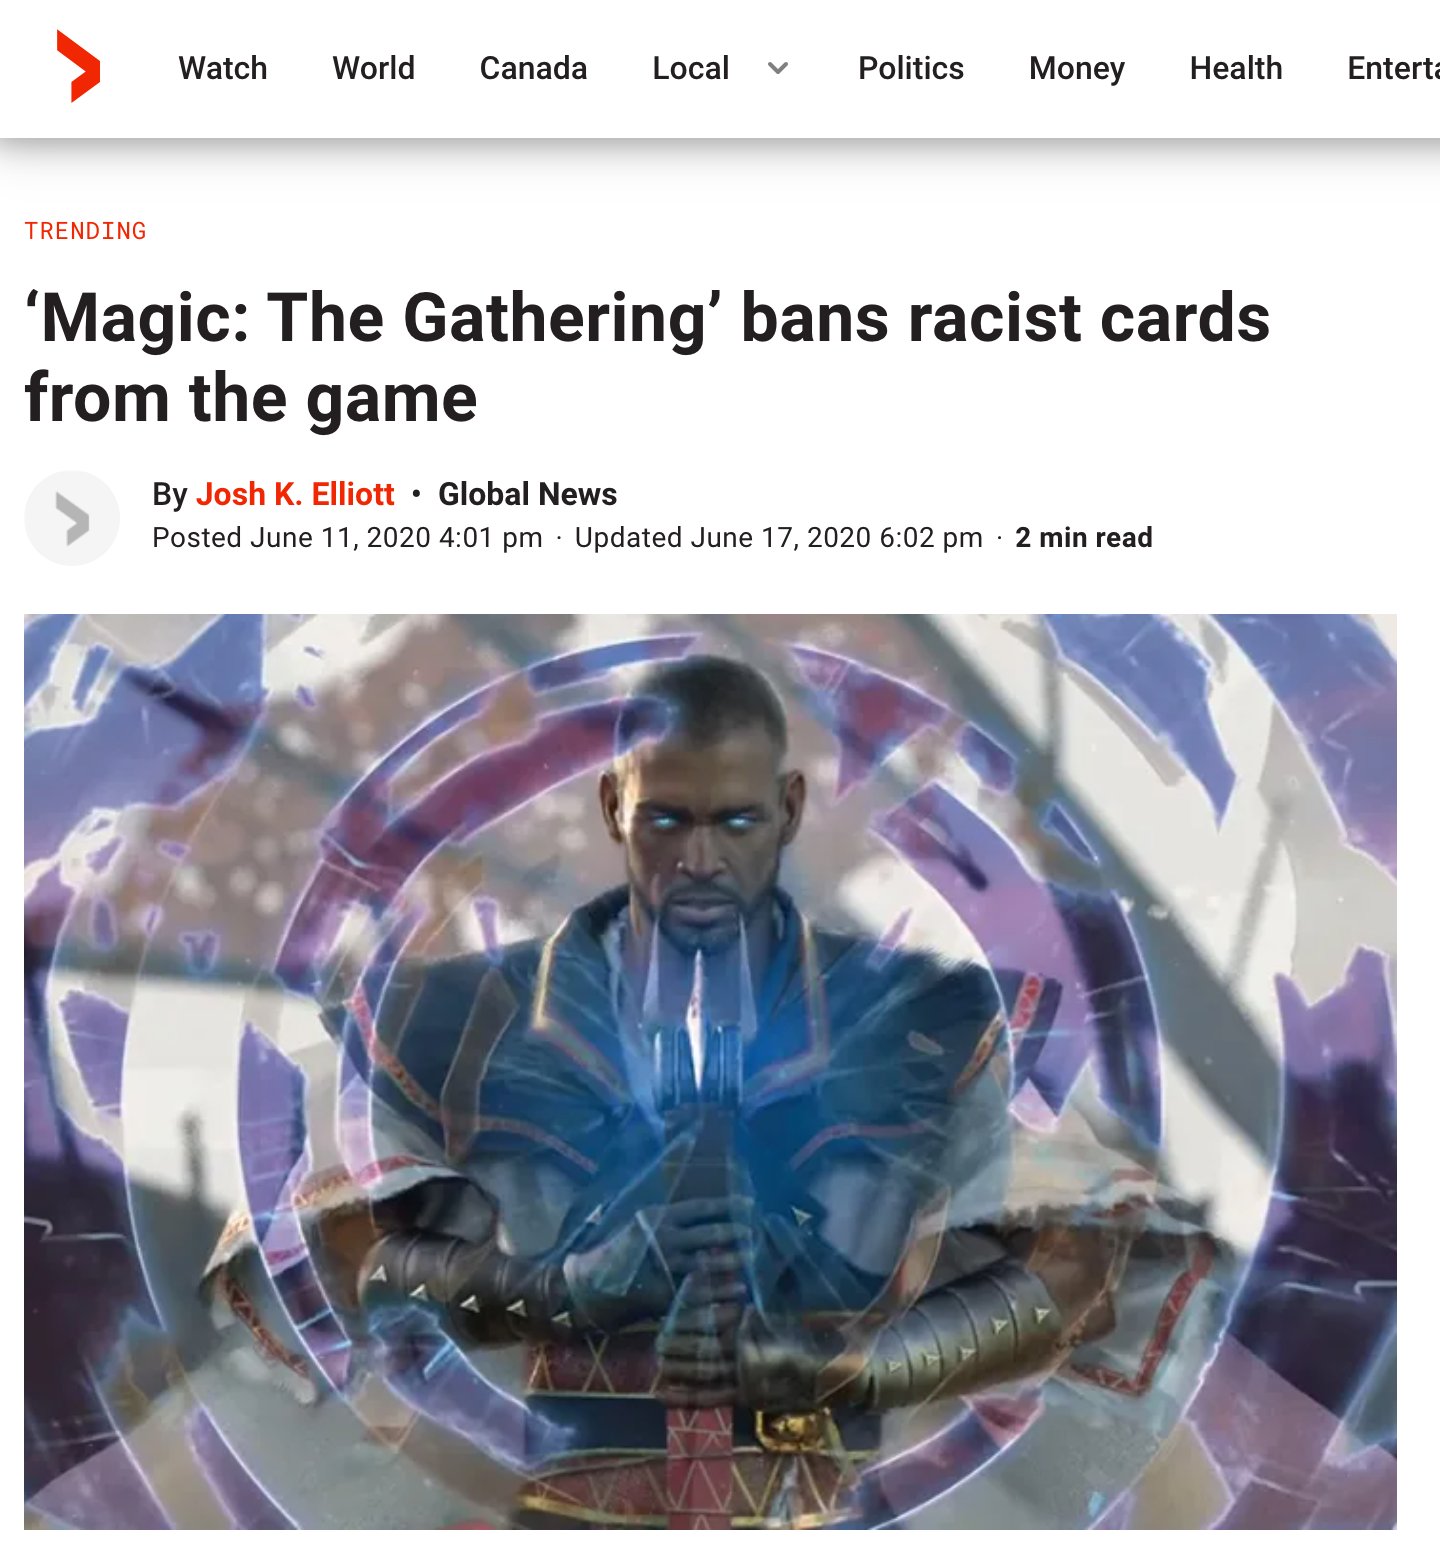 Watch World Canada Local Politics Money Health Enterta
TRENDING
‘Magic: The Gathering’ bans racist cards
from the game
By Josh K. Elliott • Global News
Posted June 11, 2020 4:01 pm · Updated June 17, 2020 6:02 pm · 2 min read